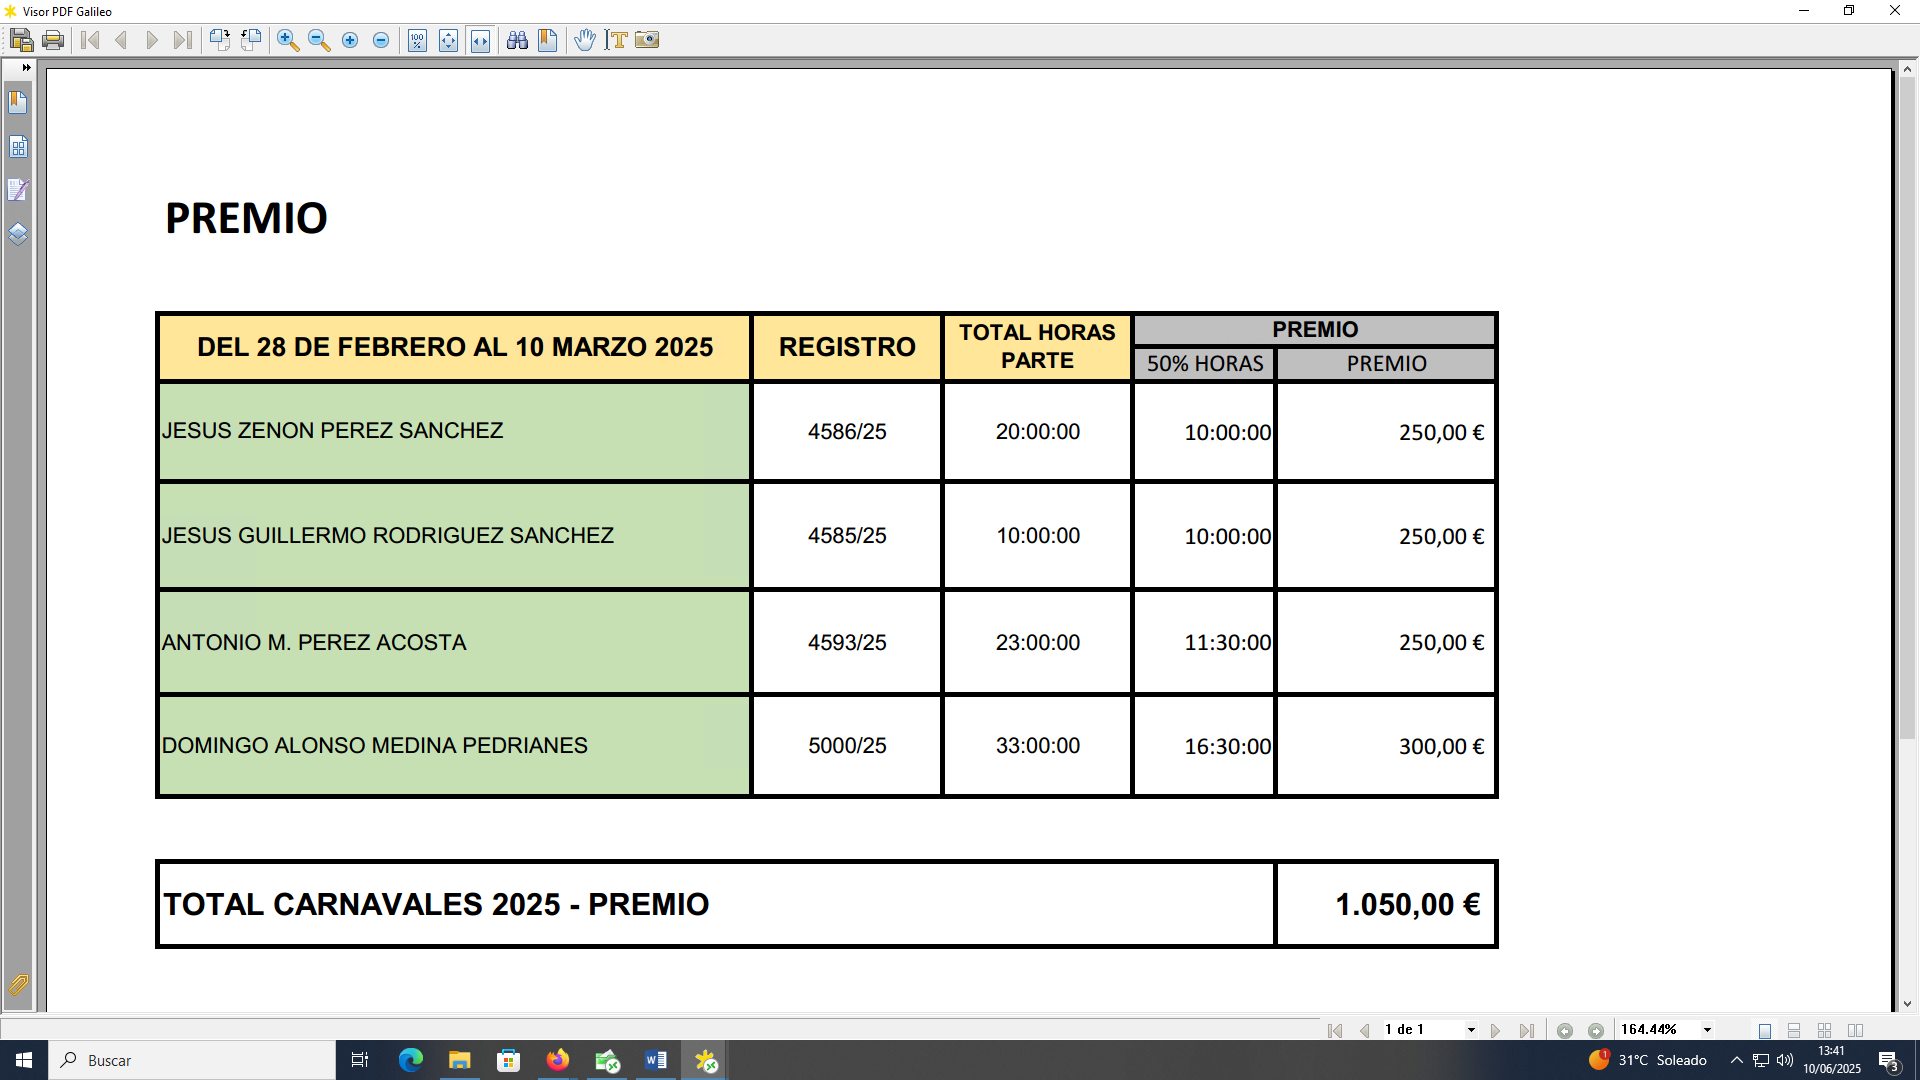 Visor PDF Galileo
PREMIO
DEL 28 DE FEBRERO AL 10 MARZO 2025 REGISTRO TOTAL HORAS PARTE PREMIO
50% HORAS PREMIO
JESUS ZENON PEREZ SANCHEZ 4586/25 20:00:00 10:00:00 250,00 €
JESUS GUILLERMO RODRIGUEZ SANCHEZ 4585/25 10:00:00 10:00:00 250,00 €
ANTONIO M. PEREZ ACOSTA 4593/25 23:00:00 11:30:00 250,00 €
DOMINGO ALONSO MEDINA PEDRIANES 5000/25 33:00:00 16:30:00 300,00 €
TOTAL CARNAVALES 2025 - PREMIO 1.050,00 €
1 de 1 164.44%
Buscar 31°C Soleado 13:41
10/06/2025 3